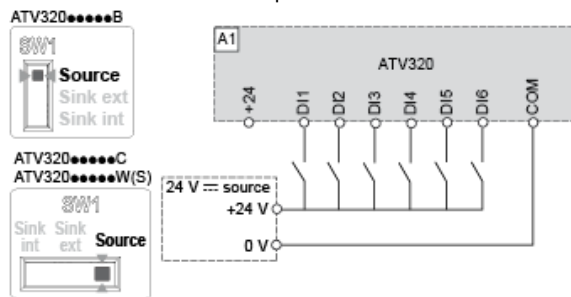 ATV320●●●●●B
SW1
Source
Sink ext
Sink int
ATV320●●●●●C
ATV320●●●●●W(S)
SW1
Sink int
Sink ext
Source
A1
ATV320
+24
DI1
DI2
DI3
DI4
DI5
DI6
COM
24 V ⎓ source
+24 V
0 V